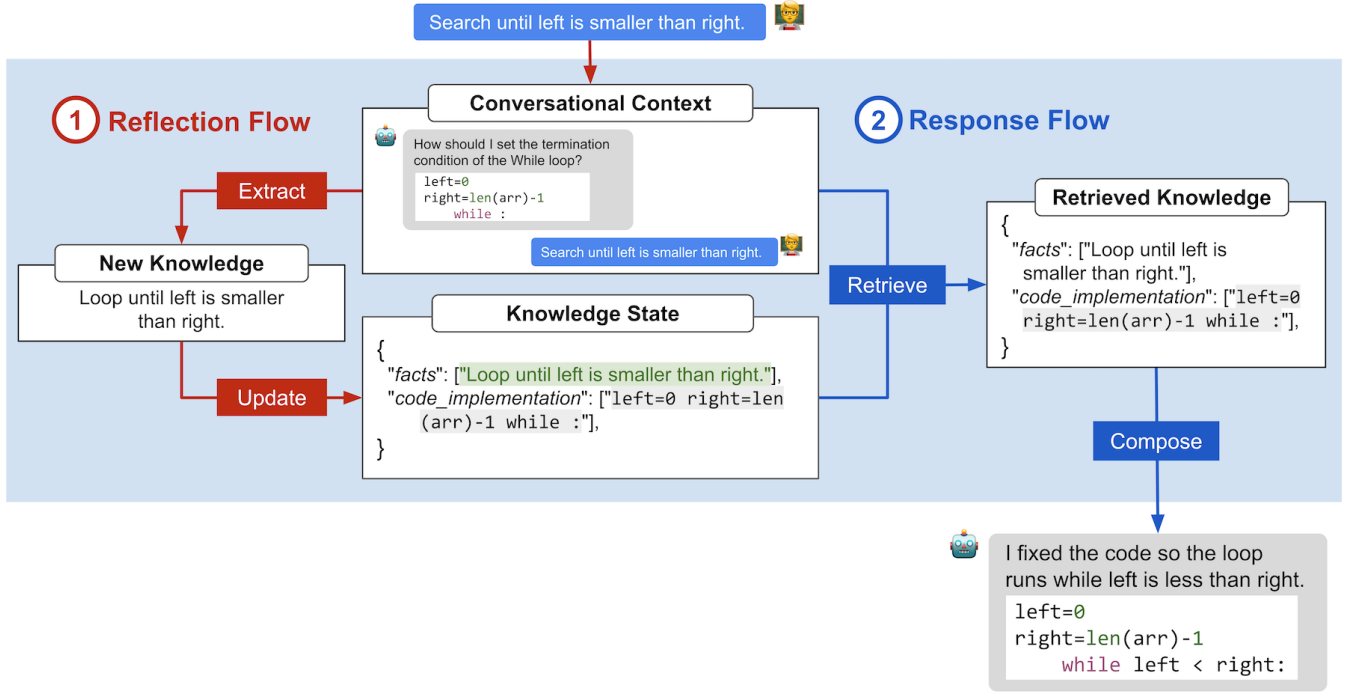 Search until left is smaller than right.
1 Reflection Flow
Conversational Context
2 Response Flow
How should I set the termination
condition of the While loop?
left=0
right=len(arr)-1
while :
Search until left is smaller than right.
Extract
New Knowledge
Loop until left is smaller
than right.
Update
Knowledge State
{
"facts": ["Loop until left is smaller than right."],
"code_implementation": ["left=0 right=len
(arr)-1 while :"],
}
Retrieve
Retrieved Knowledge
{
"facts": ["Loop until left is
smaller than right."],
"code_implementation": ["left=0
right=len(arr)-1 while :"],
}
Compose
I fixed the code so the loop
runs while left is less than right.
left=0
right=len(arr)-1
while left < right: